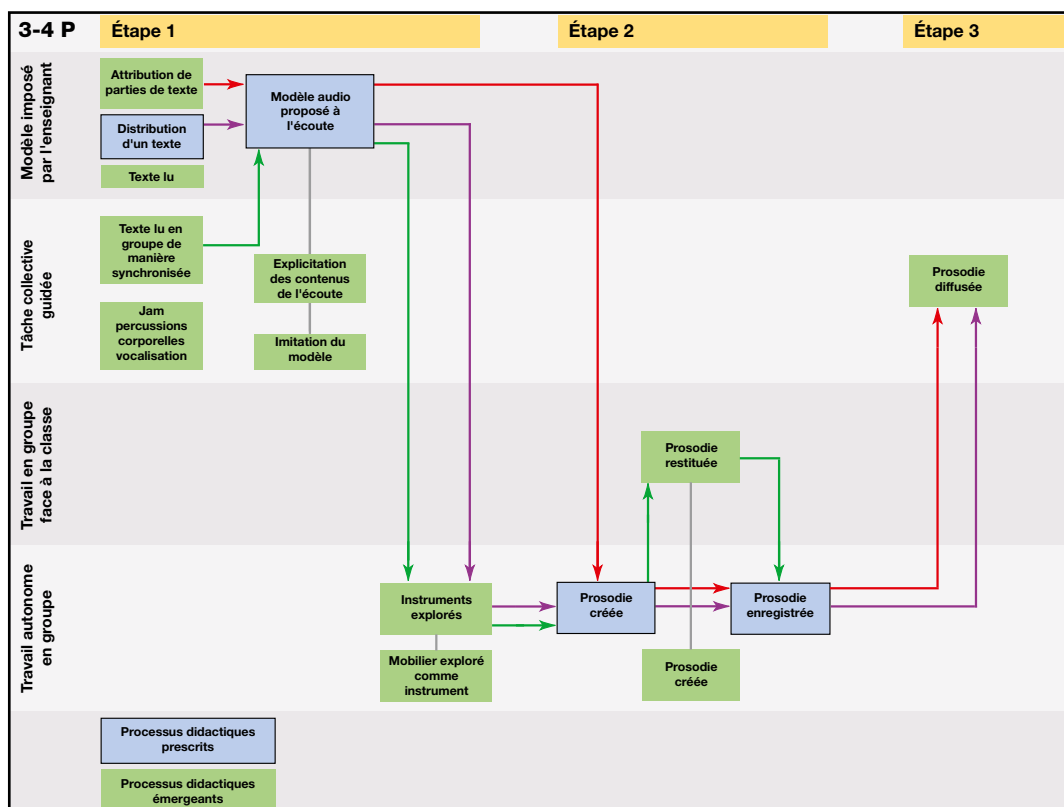 3-4 P
Étape 1
Étape 2
Étape 3
Modèle imposé
par l'enseignant
Attribution de
parties de texte
Distribution
d'un texte
Texte lu
Modèle audio
proposé à
l'écoute
Tâche collective
guidée
Texte lu en
groupe de
manière
synchronisée
Jam
percussions
corporelles
vocalisation
Explicitation
des contenus
de l'écoute
Imitation du
modèle
Prosodie
diffusée
Travail en groupe
face à la classe
Prosodie
restituée
Travail autonome
en groupe
Instruments
explorés
Mobilier exploré
comme
instrument
Prosodie
créée
Prosodie
enregistrée
Prosodie
créée
Processus didactiques
prescrits
Processus didactiques
émergeants